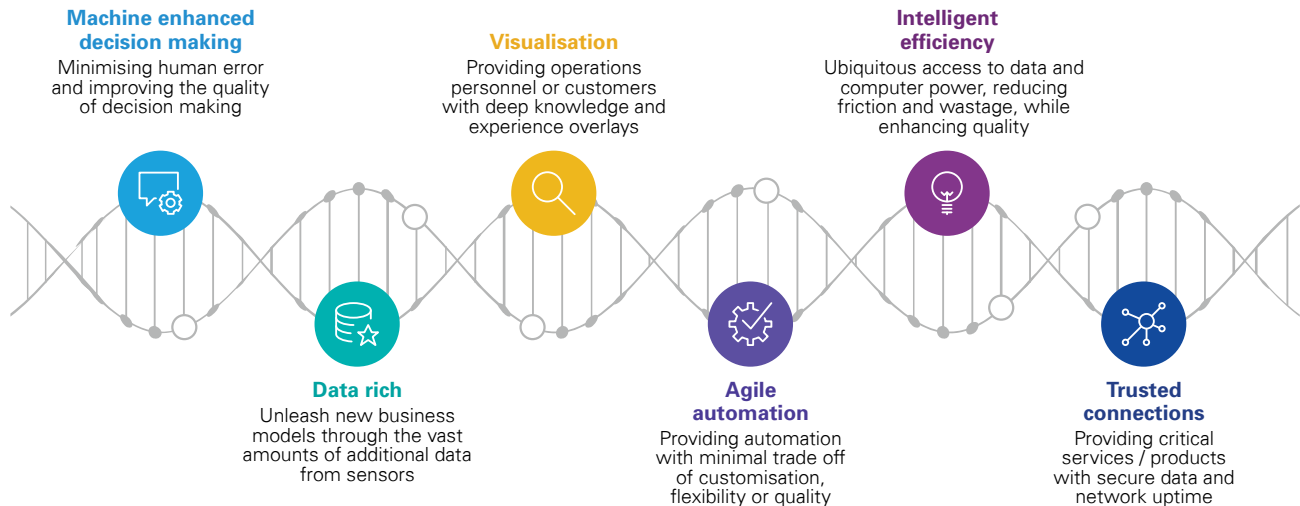 Machine enhanced
decision making
Minimising human error
and improving the quality
of decision making
Data rich
Unleash new business
models through the vast
amounts of additional data
from sensors
Visualisation
Providing operations
personnel or customers
with deep knowledge and
experience overlays
Agile
automation
Providing automation
with minimal trade off
of customisation,
flexibility or quality
Intelligent
efficiency
Ubiquitous access to data and
computer power, reducing
friction and wastage, while
enhancing quality
Trusted
connections
Providing critical
services / products
with secure data and
network uptime